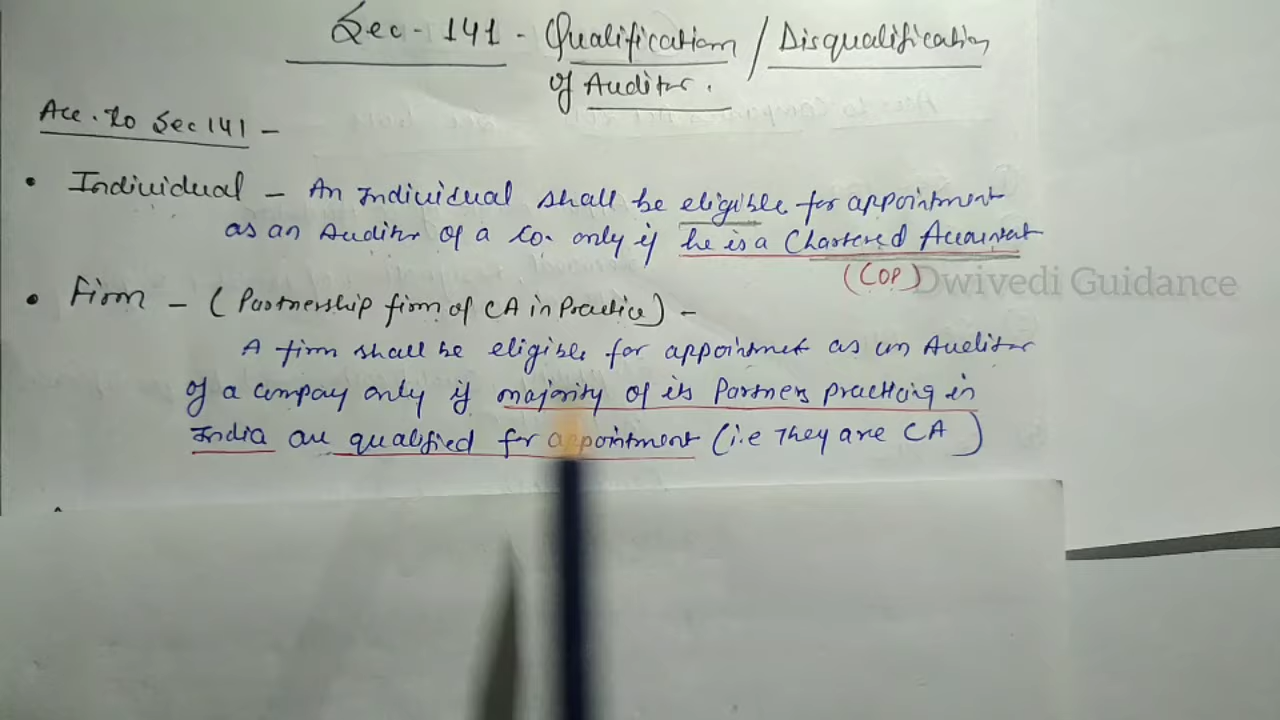 Sec - 141 - Qualification / Disqualification
of Auditor.
Acc. to Sec 141 -
• Individual - An Individual shall be eligible for appointment
as an Auditor of a Co. only if he is a Chartered Accountat
(COP)
Dwivedi Guidance
• Firm - (Partnership firm of CA in Practice) -
A firm shall be eligible for appointmet as an Auditor
of a compay only if majority of its Partners practicing in
India are qualified for appointment (i.e They are CA)